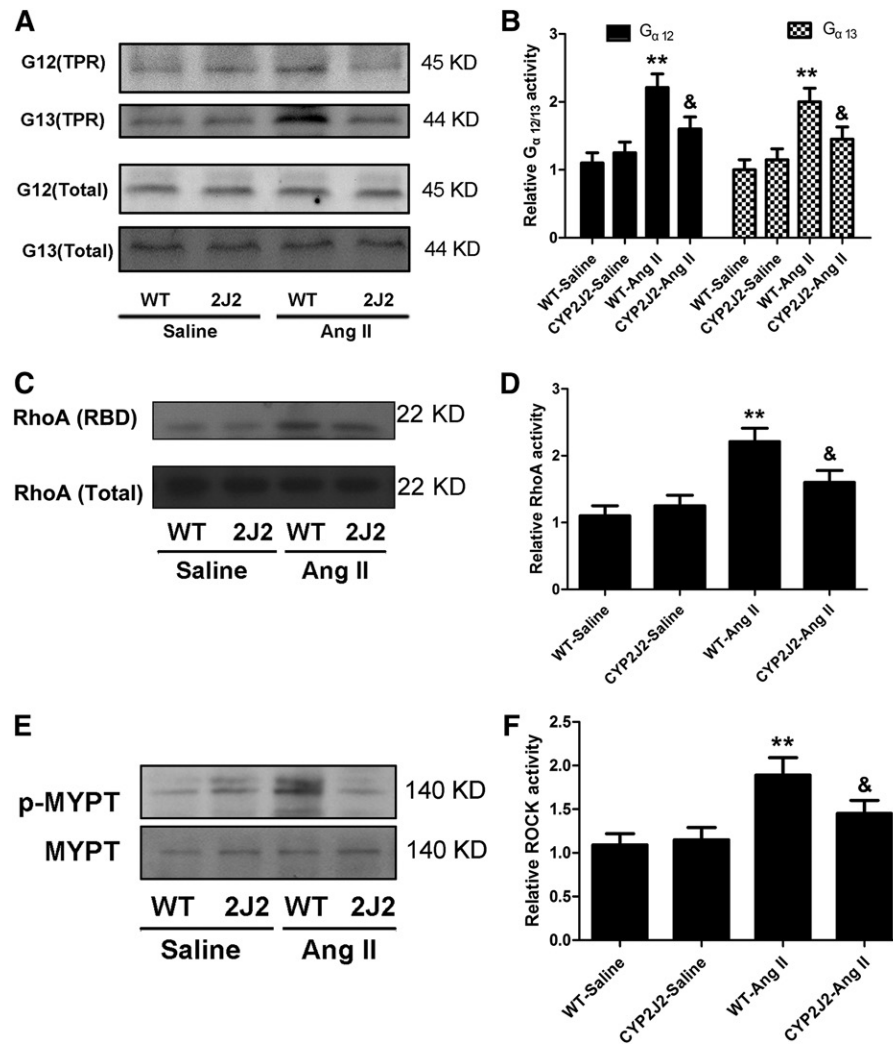 A
G12(TPR) 45 KD
G13(TPR) 44 KD
G12(Total) 45 KD
G13(Total) 44 KD
WT 2J2 WT 2J2
Saline Ang II
B
Gα 12 Gα 13
Relative Gα 12/13 activity
3
2
1
0
** & ** &
WT-Saline
CYP2J2-Saline
WT-Ang II
CYP2J2-Ang II
WT-Saline
CYP2J2-Saline
WT-Ang II
CYP2J2-Ang II
C
RhoA (RBD) 22 KD
RhoA (Total) 22 KD
WT 2J2 WT 2J2
Saline Ang II
D
Relative RhoA activity
3
2
1
0
** &
WT-Saline
CYP2J2-Saline
WT-Ang II
CYP2J2-Ang II
E
p-MYPT 140 KD
MYPT 140 KD
WT 2J2 WT 2J2
Saline Ang II
F
Relative ROCK activity
2.5
2.0
1.5
1.0
0.5
0.0
** &
WT-Saline
CYP2J2-Saline
WT-Ang II
CYP2J2-Ang II